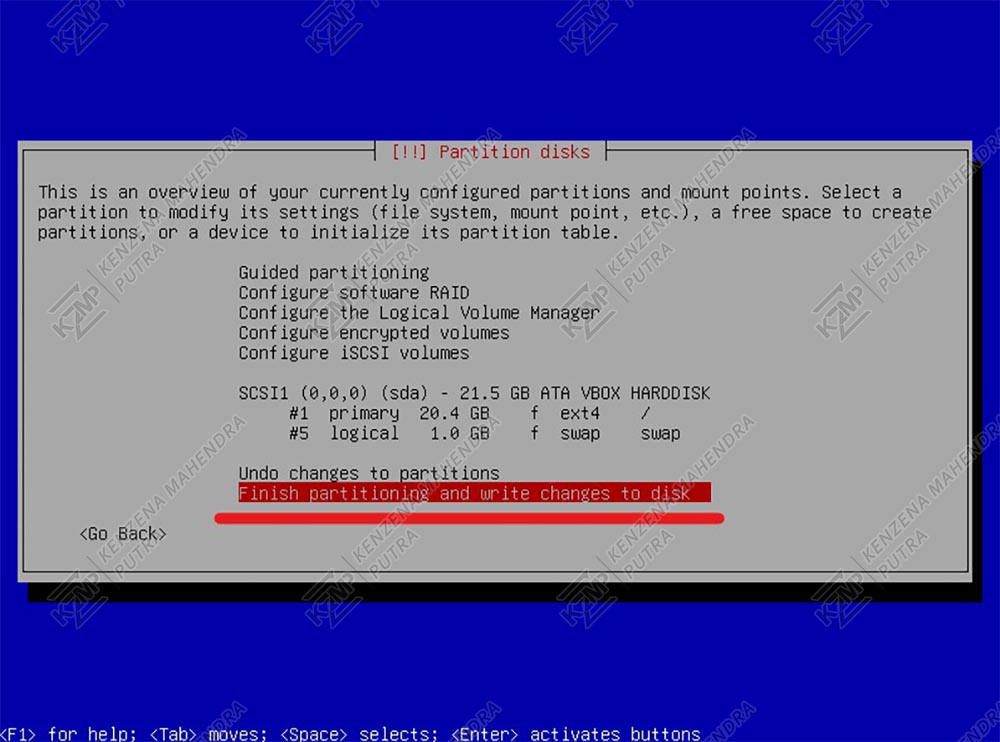 [!!] Partition disks
This is an overview of your currently configured partitions and mount points. Select a
partition to modify its settings (file system, mount point, etc.), a free space to create
partitions, or a device to initialize its partition table.
Guided partitioning
Configure software RAID
Configure the Logical Volume Manager
Configure encrypted volumes
Configure iSCSI volumes
SCSI1 (0,0,0) (sda) - 21.5 GB ATA VBOX HARDDISK
#1 primary 20.4 GB f ext4 /
#5 logical 1.0 GB f swap swap
Undo changes to partitions
Finish partitioning and write changes to disk
<Go Back>
<F1> for help; <Tab> moves; <Space> selects; <Enter> activates buttons
KZMP
KENZENA MAHENDRA
PUTRA